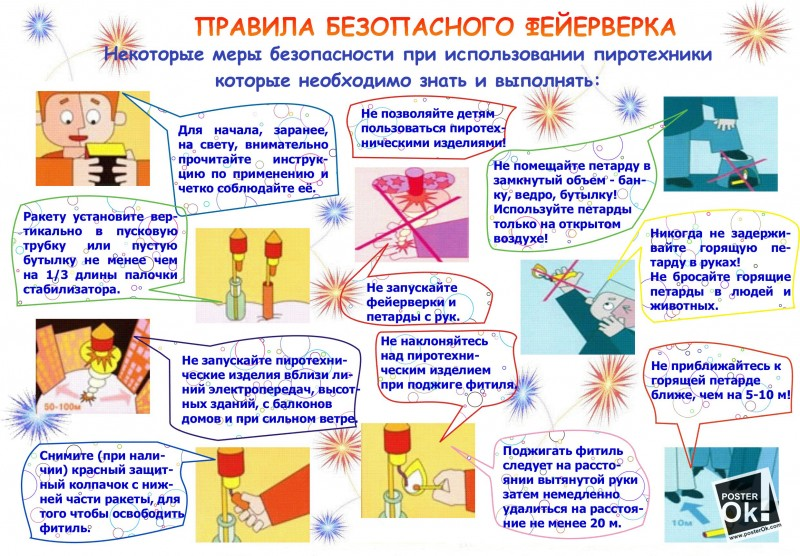 ПРАВИЛА БЕЗОПАСНОГО ФЕЙЕРВЕРКА
Некоторые меры безопасности при использовании пиротехники
которые необходимо знать и выполнять:
Для начала, заранее,
на свету, внимательно
прочитайте инструк-
цию по применению и
четко соблюдайте её.
Не позволяйте детям
пользоваться пиротех-
ническими изделиями!
Не помещайте петарду в
замкнутый объем - бан-
ку, ведро, бутылку!
Используйте петарды
только на открытом
воздухе!
Ракету установите вер-
тикально в пусковую
трубку или пустую
бутылку не менее чем
на 1/3 длины палочки
стабилизатора.
Не запускайте
фейерверки и
петарды с рук.
Никогда не задержи-
вайте горящую пе-
тарду в руках!
Не бросайте горящие
петарды в людей и
животных.
50-100м
Не запускайте пиротехни-
ческие изделия вблизи ли-
ний электропередач, высот-
ных зданий, с балконов
домов и при сильном ветре.
Не наклоняйтесь
над пиротехни-
ческим изделием
при поджиге фитиля.
Не приближайтесь к
горящей петарде
ближе, чем на 5-10 м!
Снимите (при нали-
чии) красный защит-
ный колпачок с ниж-
ней части ракеты, для
того чтобы освободить
фитиль.
Поджигать фитиль
следует на рассто-
янии вытянутой руки
затем немедленно
удалиться на расстоя-
ние не менее 20 м.
10м
POSTER
Ok!
www.posterOk.com